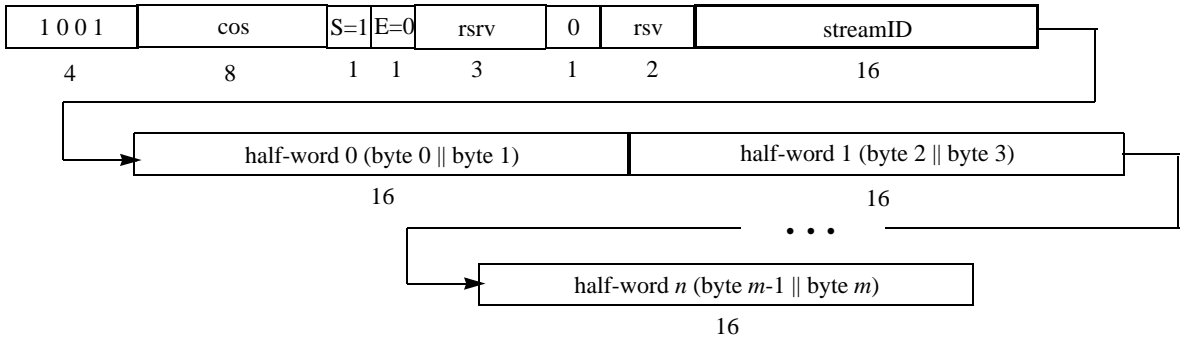 1 0 0 1 cos S=1 E=0 rsrv 0 rsv streamID
4 8 1 1 3 1 2 16
half-word 0 (byte 0 || byte 1) half-word 1 (byte 2 || byte 3)
16 16
• • •
half-word n (byte m-1 || byte m)
16